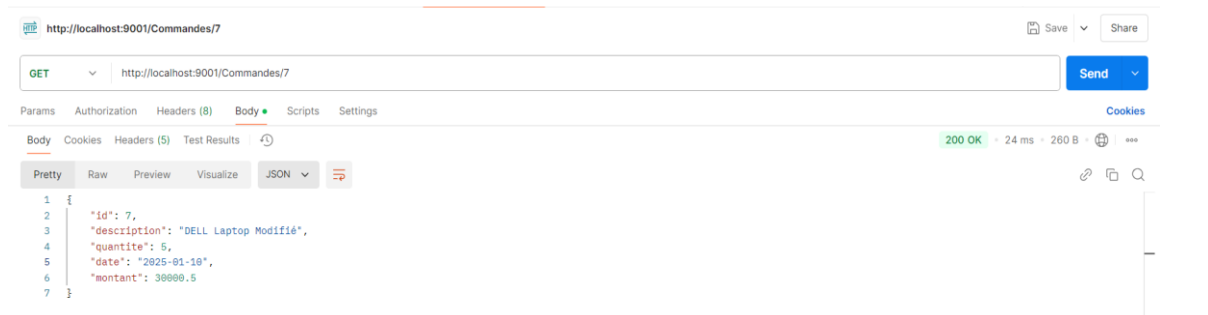 HTTP http://localhost:9001/Commandes/7 Save Share
GET http://localhost:9001/Commandes/7 Send
Params Authorization Headers (8) Body Scripts Settings Cookies
Body Cookies Headers (5) Test Results 200 OK 24 ms 260 B
Pretty Raw Preview Visualize JSON
1 {
2 "id": 7,
3 "description": "DELL Laptop Modifié",
4 "quantite": 5,
5 "date": "2025-01-10",
6 "montant": 30000.5
7 }